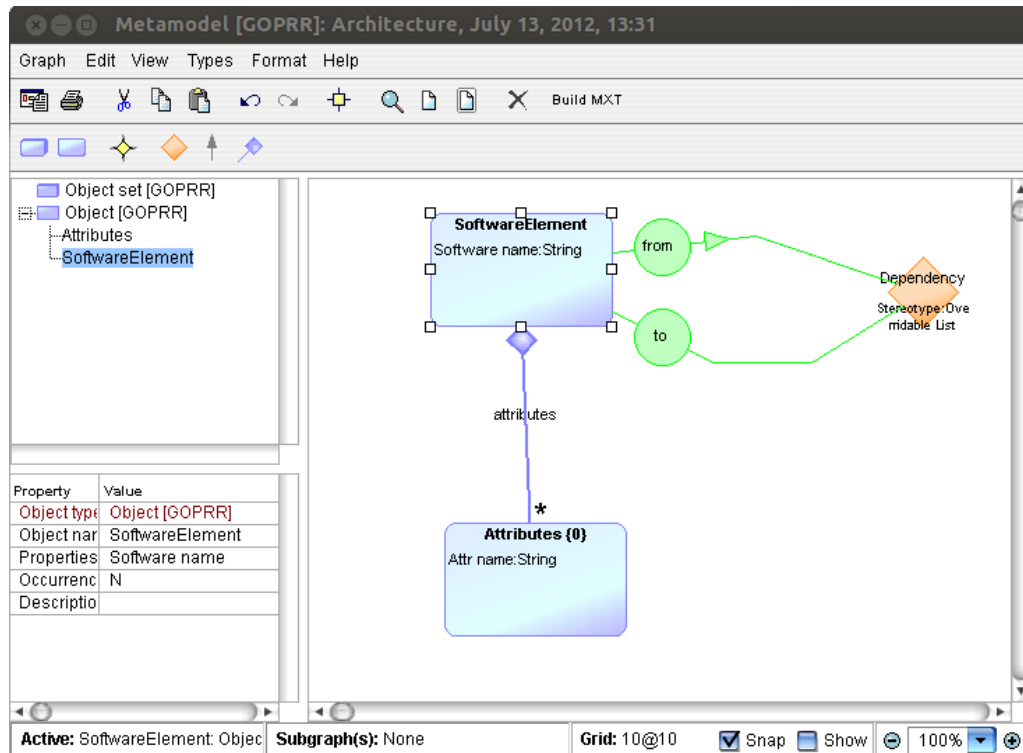 Metamodel [GOPRR]: Architecture, July 13, 2012, 13:31
Graph Edit View Types Format Help
Build MXT
Object set [GOPRR]
Object [GOPRR]
Attributes
SoftwareElement
SoftwareElement
Software name:String
from
to
Dependency
Stereotype:Ove
rridable List
attributes
*
Attributes {0}
Attr name:String
Property Value
Object type Object [GOPRR]
Object nar SoftwareElement
Properties Software name
Occurrenc N
Descriptio
Active: SoftwareElement: Objec Subgraph(s): None Grid: 10@10 Snap Show 100%